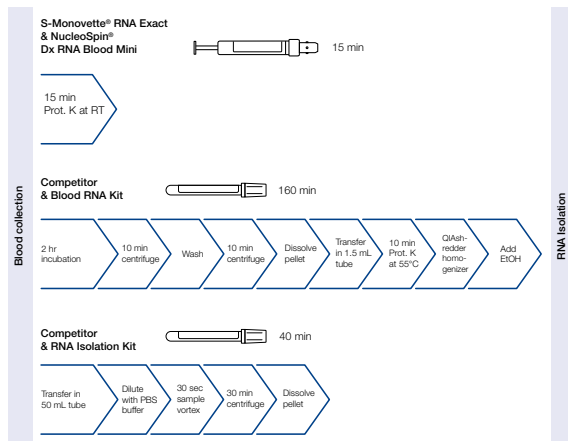 S-Monovette® RNA Exact
& NucleoSpin®
Dx RNA Blood Mini
15 min
15 min
Prot. K at RT
Blood collection
RNA Isolation
Competitor
& Blood RNA Kit
160 min
2 hr
incubation
10 min
centrifuge
Wash
10 min
centrifuge
Dissolve
pellet
Transfer
in 1.5 mL
tube
10 min
Prot. K
at 55°C
QIAsh-
redder
homo-
genizer
Add
EtOH
Competitor
& RNA Isolation Kit
40 min
Transfer in
50 mL tube
Dilute
with PBS
buffer
30 sec
sample
vortex
30 min
centrifuge
Dissolve
pellet